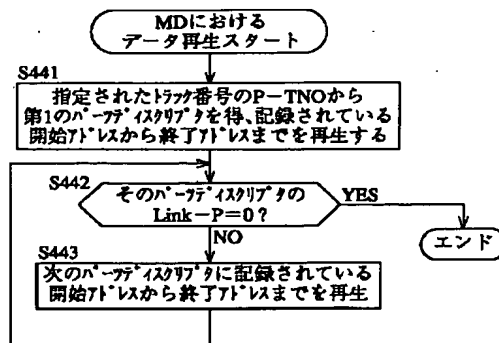 MDにおける
データ再生スタート
S441
指定されたトラック番号のP−TNOから
第1のパーツディスクリプタを得、記録されている
開始アドレスから終了アドレスまでを再生する
S442
そのパーツディスクリプタの
Link−P=0?
YES
エンド
NO
S443
次のパーツディスクリプタに記録されている
開始アドレスから終了アドレスまでを再生